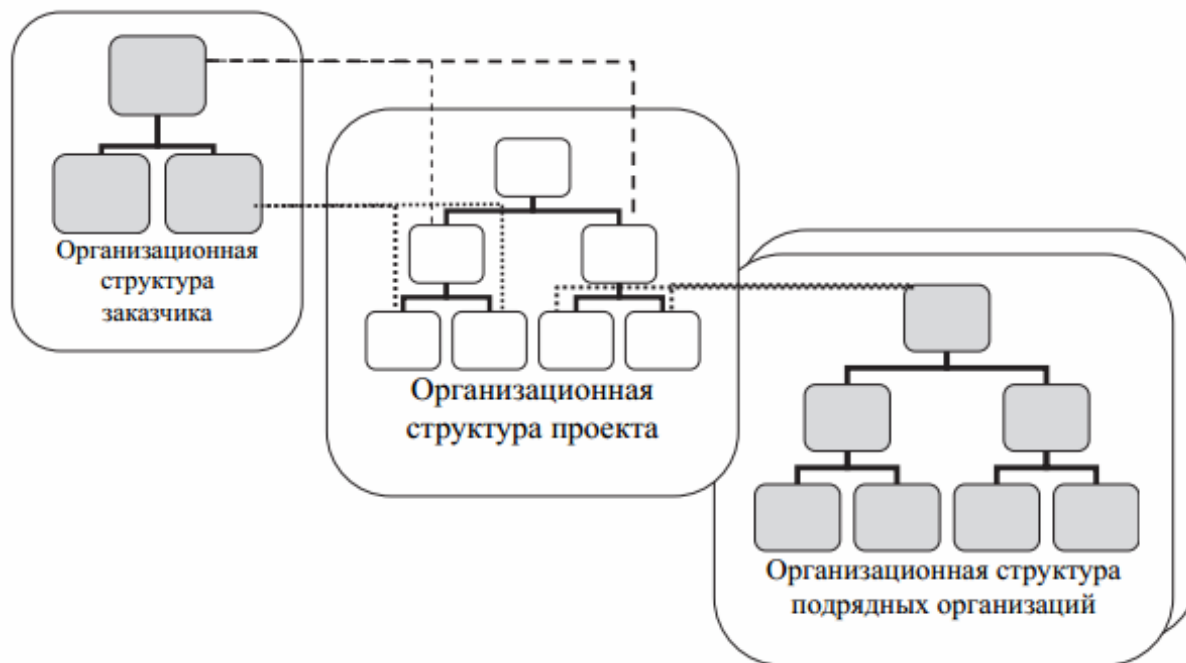 Организационная
структура
заказчика
Организационная
структура проекта
Организационная структура
подрядных организаций